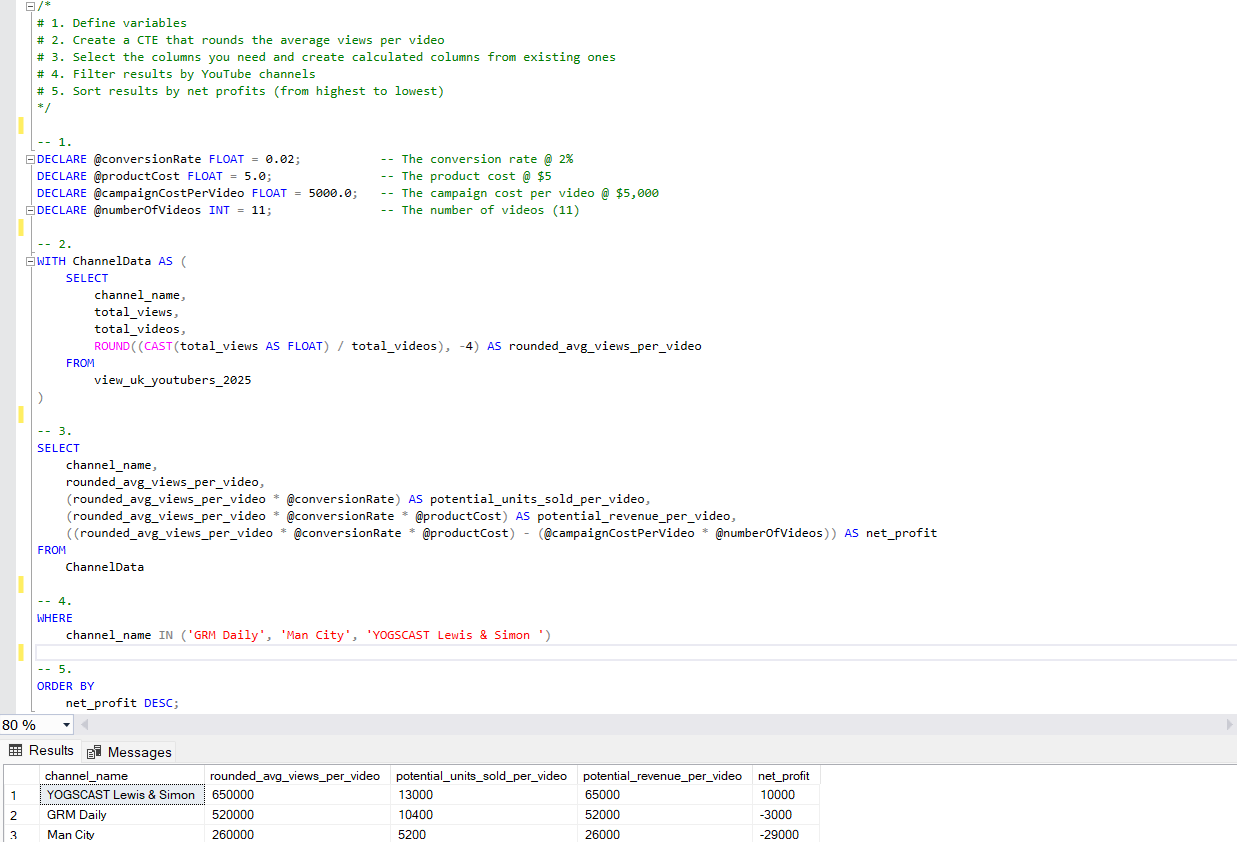 /*
# 1. Define variables
# 2. Create a CTE that rounds the average views per video
# 3. Select the columns you need and create calculated columns from existing ones
# 4. Filter results by YouTube channels
# 5. Sort results by net profits (from highest to lowest)
*/
-- 1.
DECLARE @conversionRate FLOAT = 0.02; -- The conversion rate @ 2%
DECLARE @productCost FLOAT = 5.0; -- The product cost @ $5
DECLARE @campaignCostPerVideo FLOAT = 5000.0; -- The campaign cost per video @ $5,000
DECLARE @numberOfVideos INT = 11; -- The number of videos (11)
-- 2.
WITH ChannelData AS (
SELECT
channel_name,
total_views,
total_videos,
ROUND((CAST(total_views AS FLOAT) / total_videos), -4) AS rounded_avg_views_per_video
FROM
view_uk_youtubers_2025
)
-- 3.
SELECT
channel_name,
rounded_avg_views_per_video,
(rounded_avg_views_per_video * @conversionRate) AS potential_units_sold_per_video,
(rounded_avg_views_per_video * @conversionRate * @productCost) AS potential_revenue_per_video,
((rounded_avg_views_per_video * @conversionRate * @productCost) - (@campaignCostPerVideo * @numberOfVideos)) AS net_profit
FROM
ChannelData
-- 4.
WHERE
channel_name IN ('GRM Daily', 'Man City', 'YOGSCAST Lewis & Simon ')
-- 5.
ORDER BY
net_profit DESC;
80 %
Results Messages
channel_name rounded_avg_views_per_video potential_units_sold_per_video potential_revenue_per_video net_profit
1 YOGSCAST Lewis & Simon 650000 13000 65000 10000
2 GRM Daily 520000 10400 52000 -3000
3 Man City 260000 5200 26000 -29000